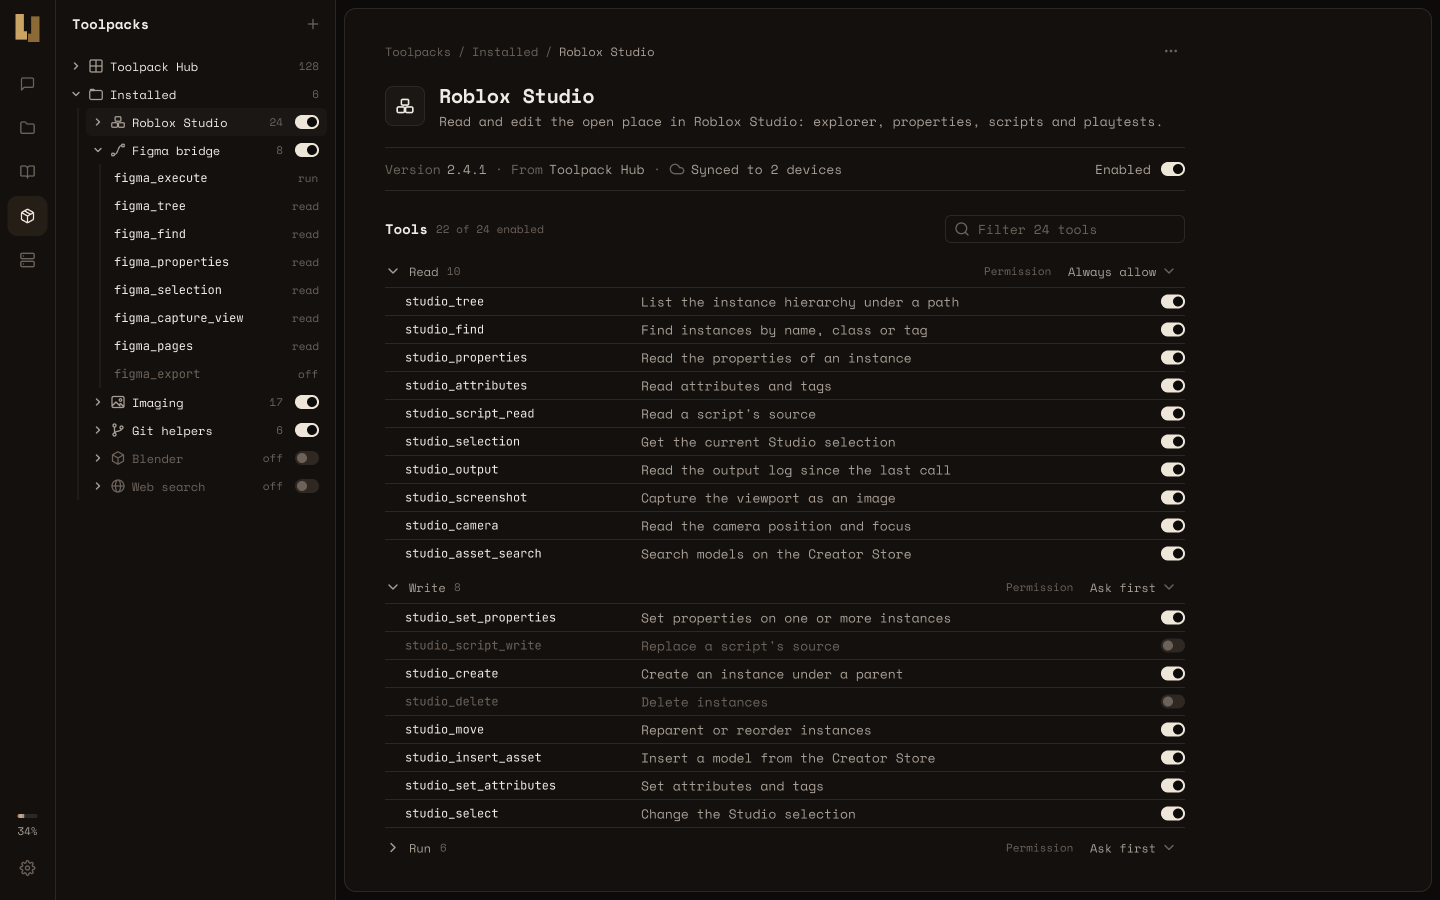 Toolpacks
Toolpack Hub 128
Installed 6
Roblox Studio 24
Figma bridge 8
figma_execute run
figma_tree read
figma_find read
figma_properties read
figma_selection read
figma_capture_view read
figma_pages read
figma_export off
Imaging 17
Git helpers 6
Blender off
Web search off
34%
Toolpacks / Installed / Roblox Studio
Roblox Studio
Read and edit the open place in Roblox Studio: explorer, properties, scripts and playtests.
Version 2.4.1 · From Toolpack Hub · Synced to 2 devices Enabled
Tools 22 of 24 enabled Filter 24 tools
Read 10 Permission Always allow
studio_tree List the instance hierarchy under a path
studio_find Find instances by name, class or tag
studio_properties Read the properties of an instance
studio_attributes Read attributes and tags
studio_script_read Read a script's source
studio_selection Get the current Studio selection
studio_output Read the output log since the last call
studio_screenshot Capture the viewport as an image
studio_camera Read the camera position and focus
studio_asset_search Search models on the Creator Store
Write 8 Permission Ask first
studio_set_properties Set properties on one or more instances
studio_script_write Replace a script's source
studio_create Create an instance under a parent
studio_delete Delete instances
studio_move Reparent or reorder instances
studio_insert_asset Insert a model from the Creator Store
studio_set_attributes Set attributes and tags
studio_select Change the Studio selection
Run 6 Permission Ask first